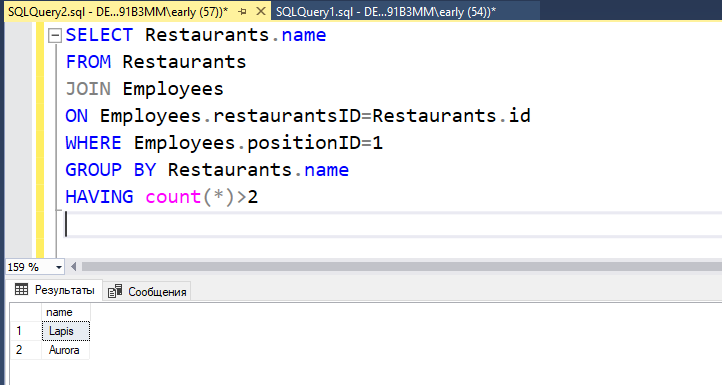 SQLQuery2.sql - DE...91B3MM\early (57))* SQLQuery1.sql - DE...91B3MM\early (54))*
SELECT Restaurants.name
FROM Restaurants
JOIN Employees
ON Employees.restaurantsID=Restaurants.id
WHERE Employees.positionID=1
GROUP BY Restaurants.name
HAVING count(*)>2
159 %
Результаты Сообщения
name
1 Lapis
2 Aurora